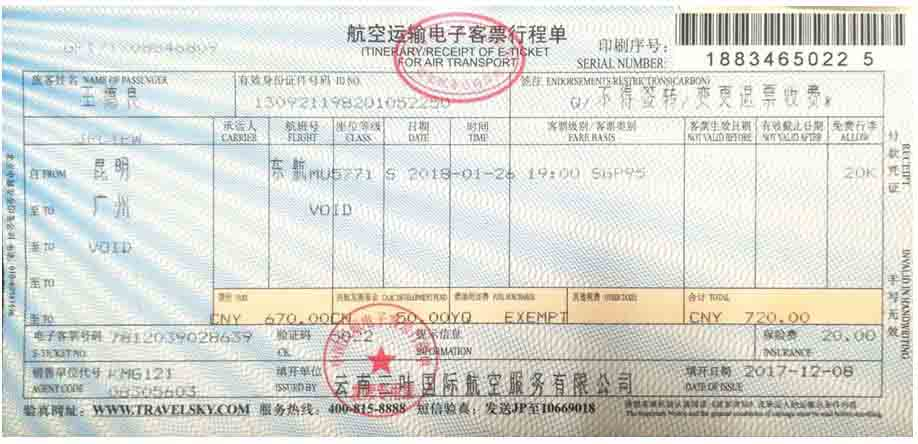 航空运输电子客票行程单
ITINERARY/RECEIPT OF E-TICKET
FOR AIR TRANSPORT
印刷序号:
SERIAL NUMBER: 1883465022 5
旅客姓名 NAME OF PASSENGER 有效身份证件号码 ID NO. 签注 ENDORSEMENTS/RESTRICTIONS(CARBON)
王德良 130921198201052250 Q/不得签转/变更退票收费
承运人 航班号 座位等级 日期 时间 客票级别/客票类别 客票生效日期 有效截止日期 免费行李
CARRIER FLIGHT CLASS DATE TIME FARE BASIS NOT VALID BEFORE NOT VALID AFTER ALLOW
自 FROM 昆明 东航MU5771 S 2018-01-26 19:00 SGP95 20K
至 TO 广州 VOID
至 TO VOID
至 TO
票价 FARE 民航发展基金 CAAC DEVELOPMENT FUND 燃油附加费 FUEL SURCHARGE 其他税费 OTHER TAXES 合计 TOTAL
至 TO CNY 670.00 CN 50.00 YQ EXEMPT CNY 720.00
电子客票号码 7812039028639 验证码 0022 提示信息 保险费 20.00
E-TICKET NO. CK. INFORMATION INSURANCE
销售单位代号 KMG121 填开单位 云南一叶国际航空服务有限公司 填开日期 2017-12-08
AGENT CODE 08305603 ISSUED BY DATE OF ISSUE
验真网址: WWW.TRAVELSKY.COM 服务热线: 400-815-8888 短信验真: 发送JP至10669018
付款凭证 RECEIPT
手写无效 INVALID IN HANDWRITING